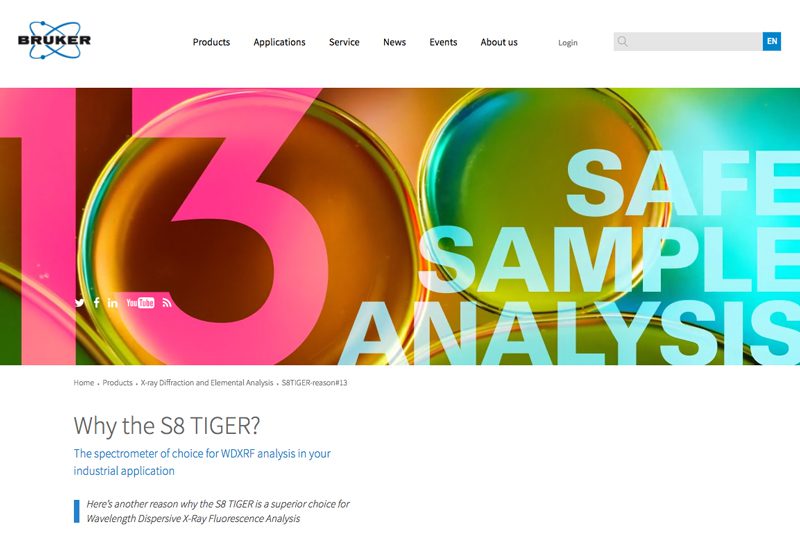 BRUKER
Products Applications Service News Events About us Login EN
13
SAFE
SAMPLE
ANALYSIS
YouTube
Home • Products • X-ray Diffraction and Elemental Analysis • S8TIGER-reason#13
Why the S8 TIGER?
The spectrometer of choice for WDXRF analysis in your
industrial application
Here's another reason why the S8 TIGER is a superior choice for
Wavelength Dispersive X-Ray Fluorescence Analysis